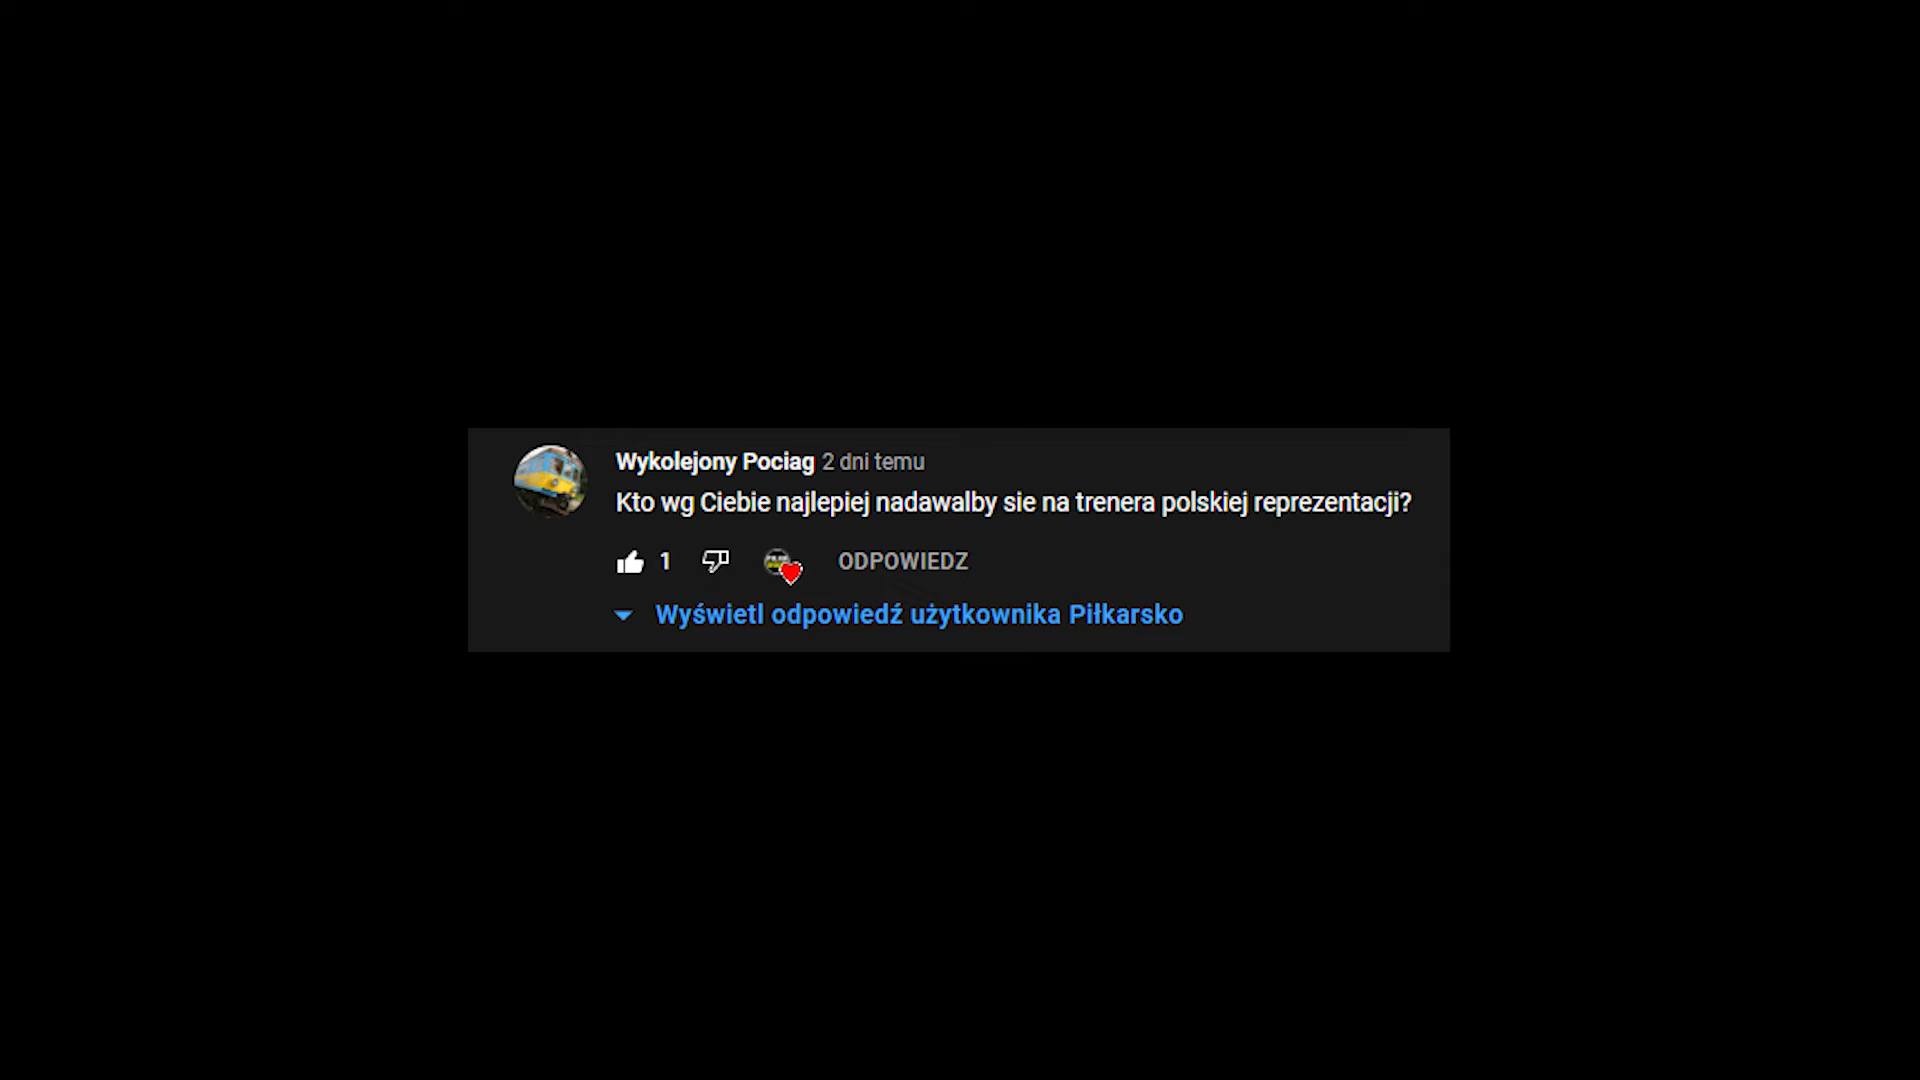 Wykolejony Pociag 2 dni temu
Kto wg Ciebie najlepiej nadawalby sie na trenera polskiej reprezentacji?
1 ODPOWIEDZ
Wyświetl odpowiedź użytkownika Piłkarsko